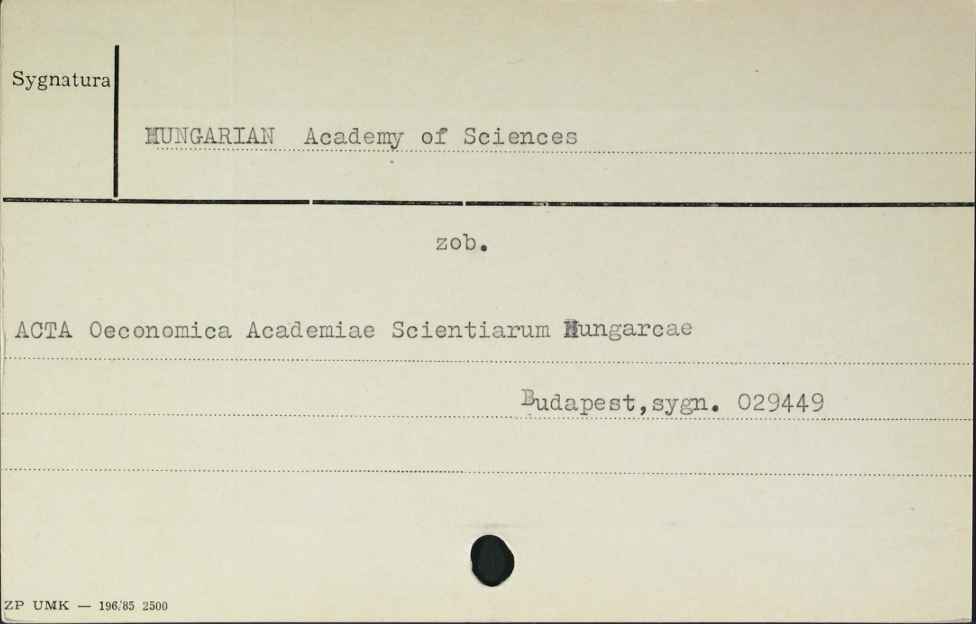 Sygnatura
HUNGARIAN Academy of Sciences
zob.
ACTA Oeconomica Academiae Scientiarum Hungarcae
Budapest,sygn. 029449
ZP UMK — 196/85 2500